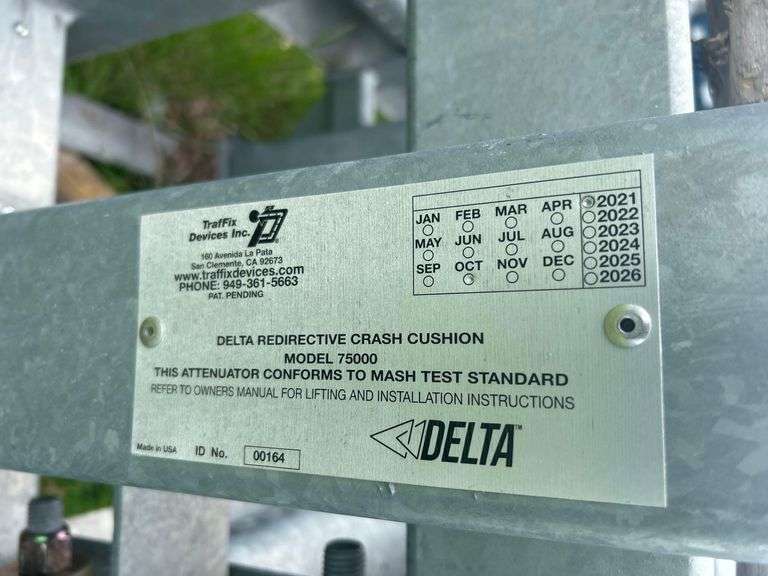 TrafFix
Devices Inc.
160 Avenida La Pata
San Clemente, CA 92673
www.traffixdevices.com
PHONE: 949-361-5663
PAT. PENDING
JAN FEB MAR APR 2021
2022
MAY JUN JUL AUG 2023
2024
SEP OCT NOV DEC 2025
2026
DELTA REDIRECTIVE CRASH CUSHION
MODEL 75000
THIS ATTENUATOR CONFORMS TO MASH TEST STANDARD
REFER TO OWNERS MANUAL FOR LIFTING AND INSTALLATION INSTRUCTIONS
Made in USA ID No. 00164
DELTA™